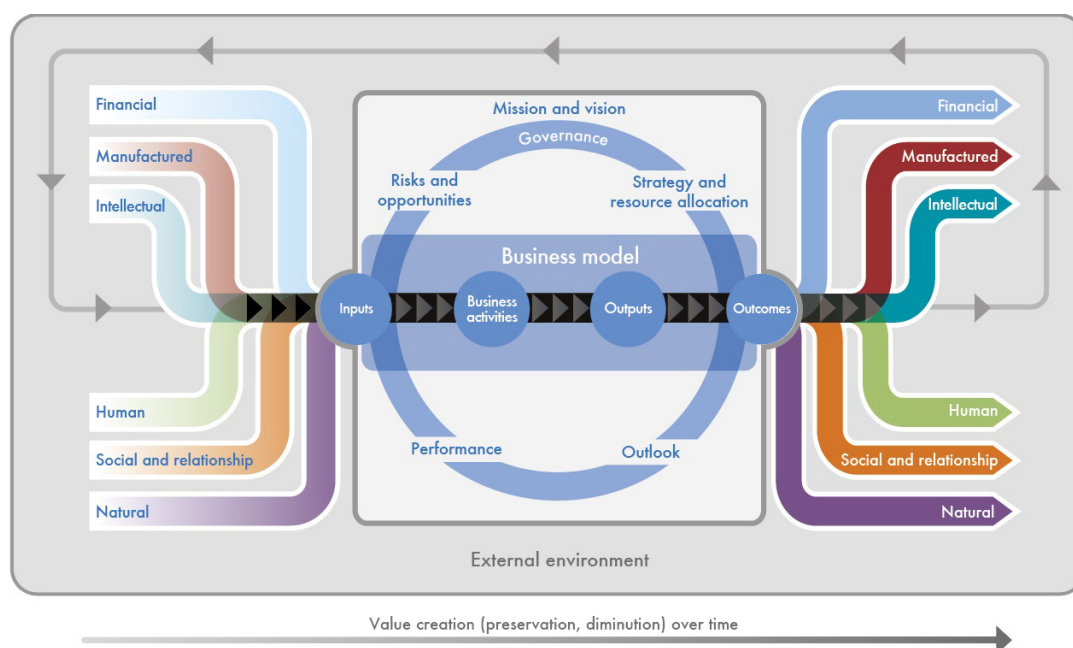 Financial
Manufactured
Intellectual
Human
Social and relationship
Natural
Mission and vision
Governance
Risks and
opportunities
Strategy and
resource allocation
Business model
Inputs
Business
activities
Outputs
Outcomes
Performance
Outlook
Financial
Manufactured
Intellectual
Human
Social and relationship
Natural
External environment
Value creation (preservation, diminution) over time